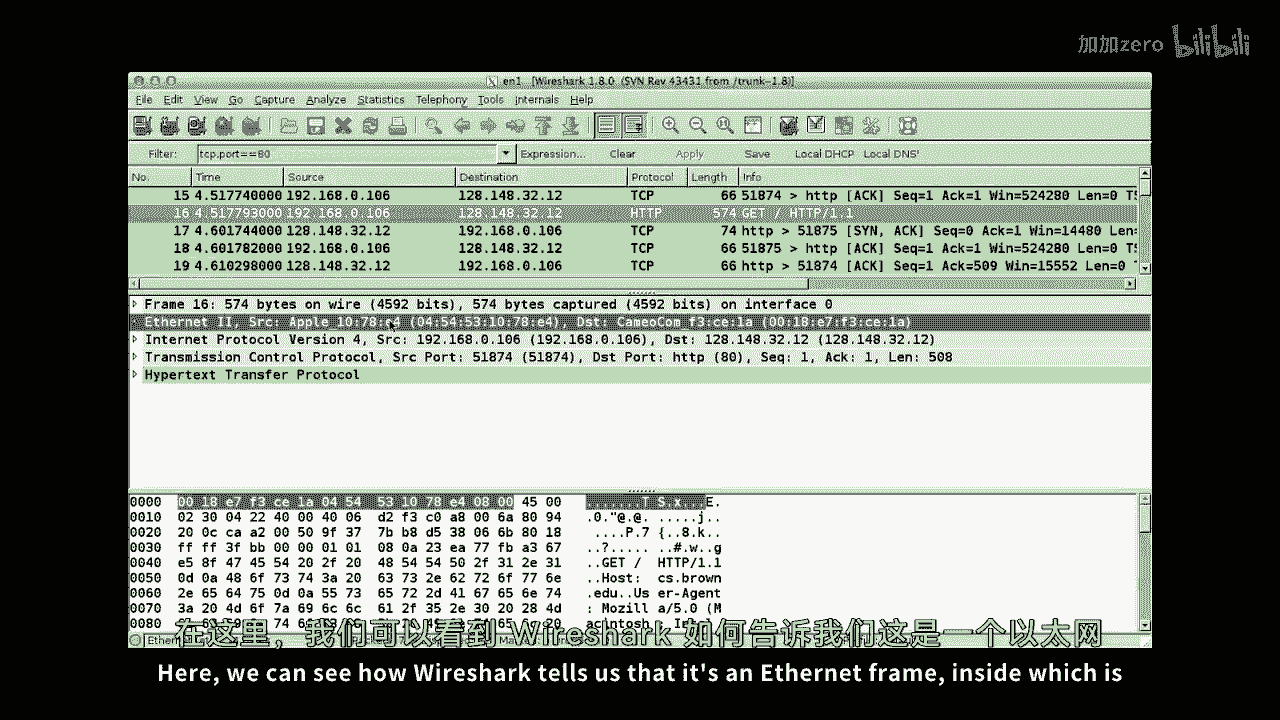 加加zero bilibili
en1 [Wireshark 1.8.0 (SVN Rev 43431 from /trunk-1.8)]
File Edit View Go Capture Analyze Statistics Telephony Tools Internals Help
Filter: tcp.port==80 Expression... Clear Apply Save Local DHCP Local DNS'
No. Time Source Destination Protocol Length Info
15 4.517740000 192.168.0.106 128.148.32.12 TCP 66 51874 > http [ACK] Seq=1 Ack=1 Win=524280 Len=0 TS
16 4.517793000 192.168.0.106 128.148.32.12 HTTP 574 GET / HTTP/1.1
17 4.601744000 128.148.32.12 192.168.0.106 TCP 74 http > 51875 [SYN, ACK] Seq=0 Ack=1 Win=14480 Len=
18 4.601782000 192.168.0.106 128.148.32.12 TCP 66 51875 > http [ACK] Seq=1 Ack=1 Win=524280 Len=0 TS
19 4.610298000 128.148.32.12 192.168.0.106 TCP 66 http > 51874 [ACK] Seq=1 Ack=509 Win=15552 Len=0
Frame 16: 574 bytes on wire (4592 bits), 574 bytes captured (4592 bits) on interface 0
Ethernet II, Src: Apple_10:78:e4 (04:54:53:10:78:e4), Dst: CameoCom_f3:ce:1a (00:18:e7:f3:ce:1a)
Internet Protocol Version 4, Src: 192.168.0.106 (192.168.0.106), Dst: 128.148.32.12 (128.148.32.12)
Transmission Control Protocol, Src Port: 51874 (51874), Dst Port: http (80), Seq: 1, Ack: 1, Len: 508
Hypertext Transfer Protocol
0000 00 18 e7 f3 ce 1a 04 54 53 10 78 e4 08 00 45 00 .......T S.x...E.
0010 02 30 04 22 40 00 40 06 d2 f3 c0 a8 00 6a 80 94 .0."@.@. .....j..
0020 20 0c ca a2 00 50 9f 37 7b b8 d5 38 06 6b 80 18 ....P.7 {..8.k..
0030 ff ff 3f bb 00 00 01 01 08 0a 23 ea 77 fb a3 67 ..?..... ..#.w..g
0040 e5 8f 47 45 54 20 2f 20 48 54 54 50 2f 31 2e 31 ..GET / HTTP/1.1
0050 0d 0a 48 6f 73 74 3a 20 63 73 2e 62 72 6f 77 6e ..Host: cs.brown
0060 2e 65 64 75 0d 0a 55 73 65 72 2d 41 67 65 6e 74 .edu..Us er-Agent
0070 3a 20 4d 6f 7a 69 6c 6c 61 2f 35 2e 30 20 28 4d : Mozill a/5.0 (M
0080
在这里，我们可以看到 Wireshark 如何告诉我们这是一个以太网
Here, we can see how Wireshark tells us that it's an Ethernet frame, inside which is